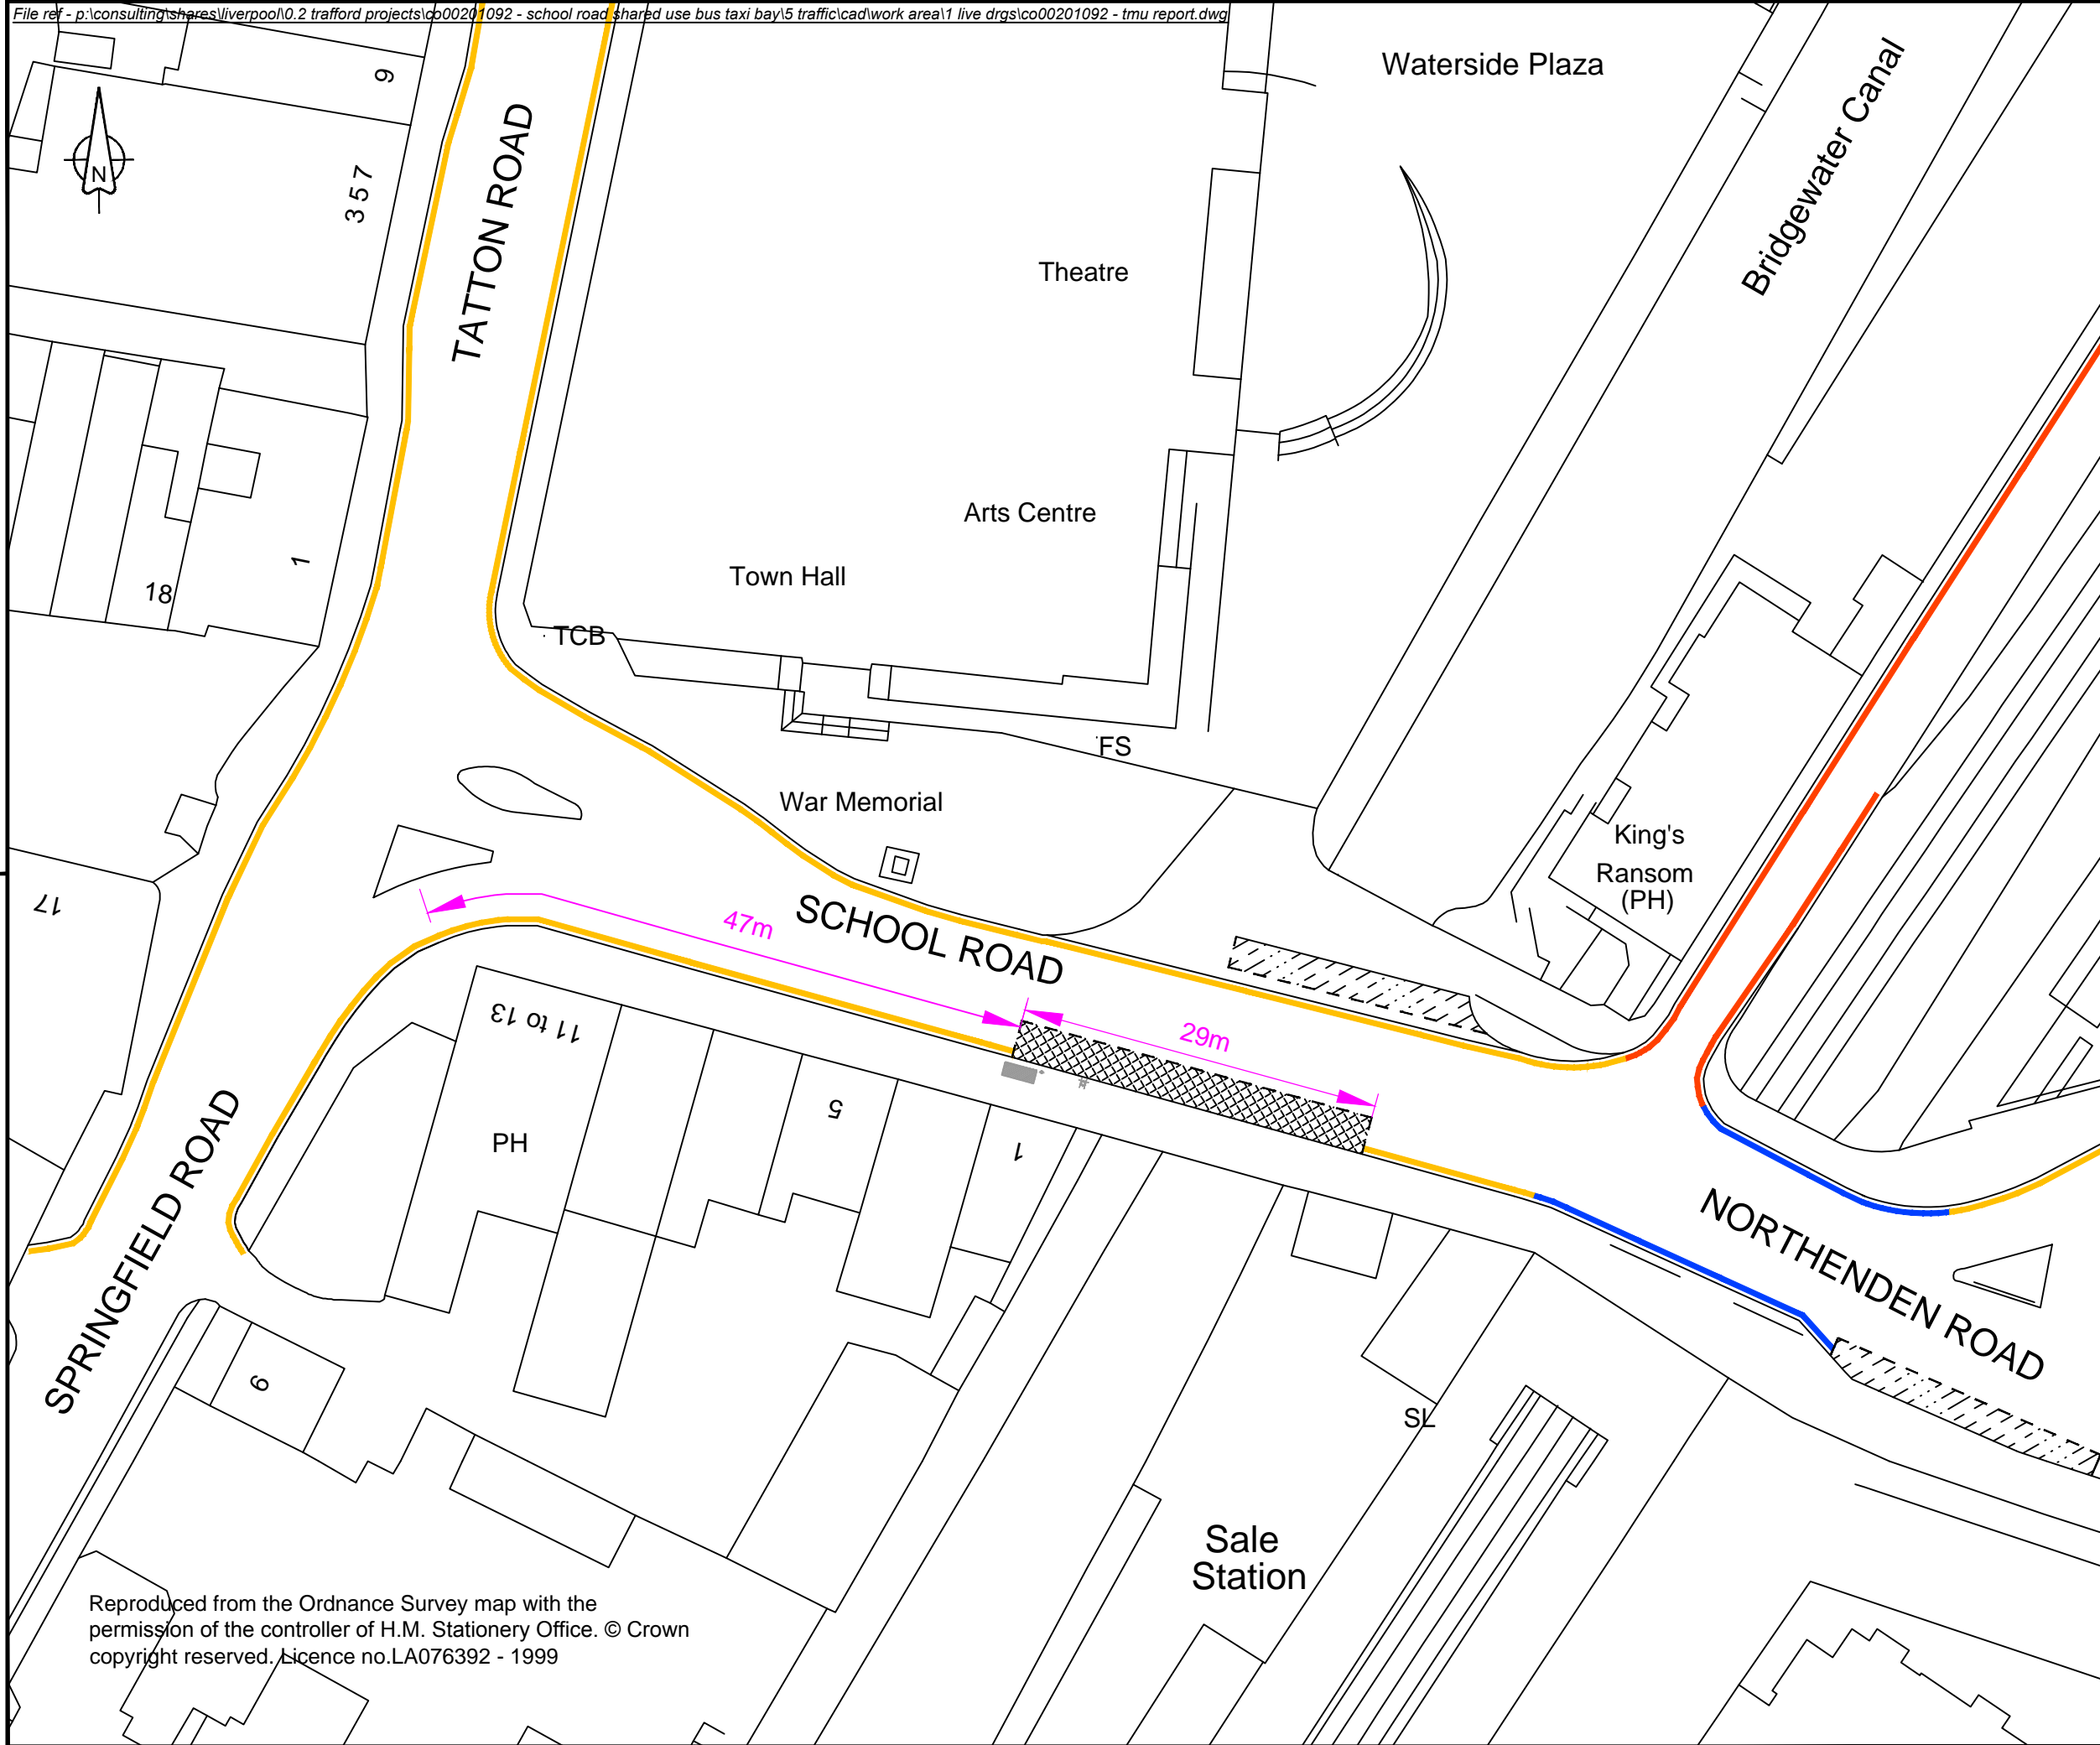 File ref - p:\consulting\shares\liverpool\0.2 trafford projects\co00201092 - school road shared use bus taxi bay\5 traffic\cad\work area\1 live drgs\co00201092 - tmu report.dwg
Waterside Plaza
Bridgewater Canal
9
N
357
TATTON ROAD
Theatre
Arts Centre
Town Hall
18
1
TCB
FS
War Memorial
King's
Ransom
(PH)
17
47m
SCHOOL ROAD
11 to 13
29m
5
PH
1
SPRINGFIELD ROAD
NORTHENDEN ROAD
9
SL
Sale
Station
Reproduced from the Ordnance Survey map with the
permission of the controller of H.M. Stationery Office. © Crown
copyright reserved. Licence no.LA076392 - 1999